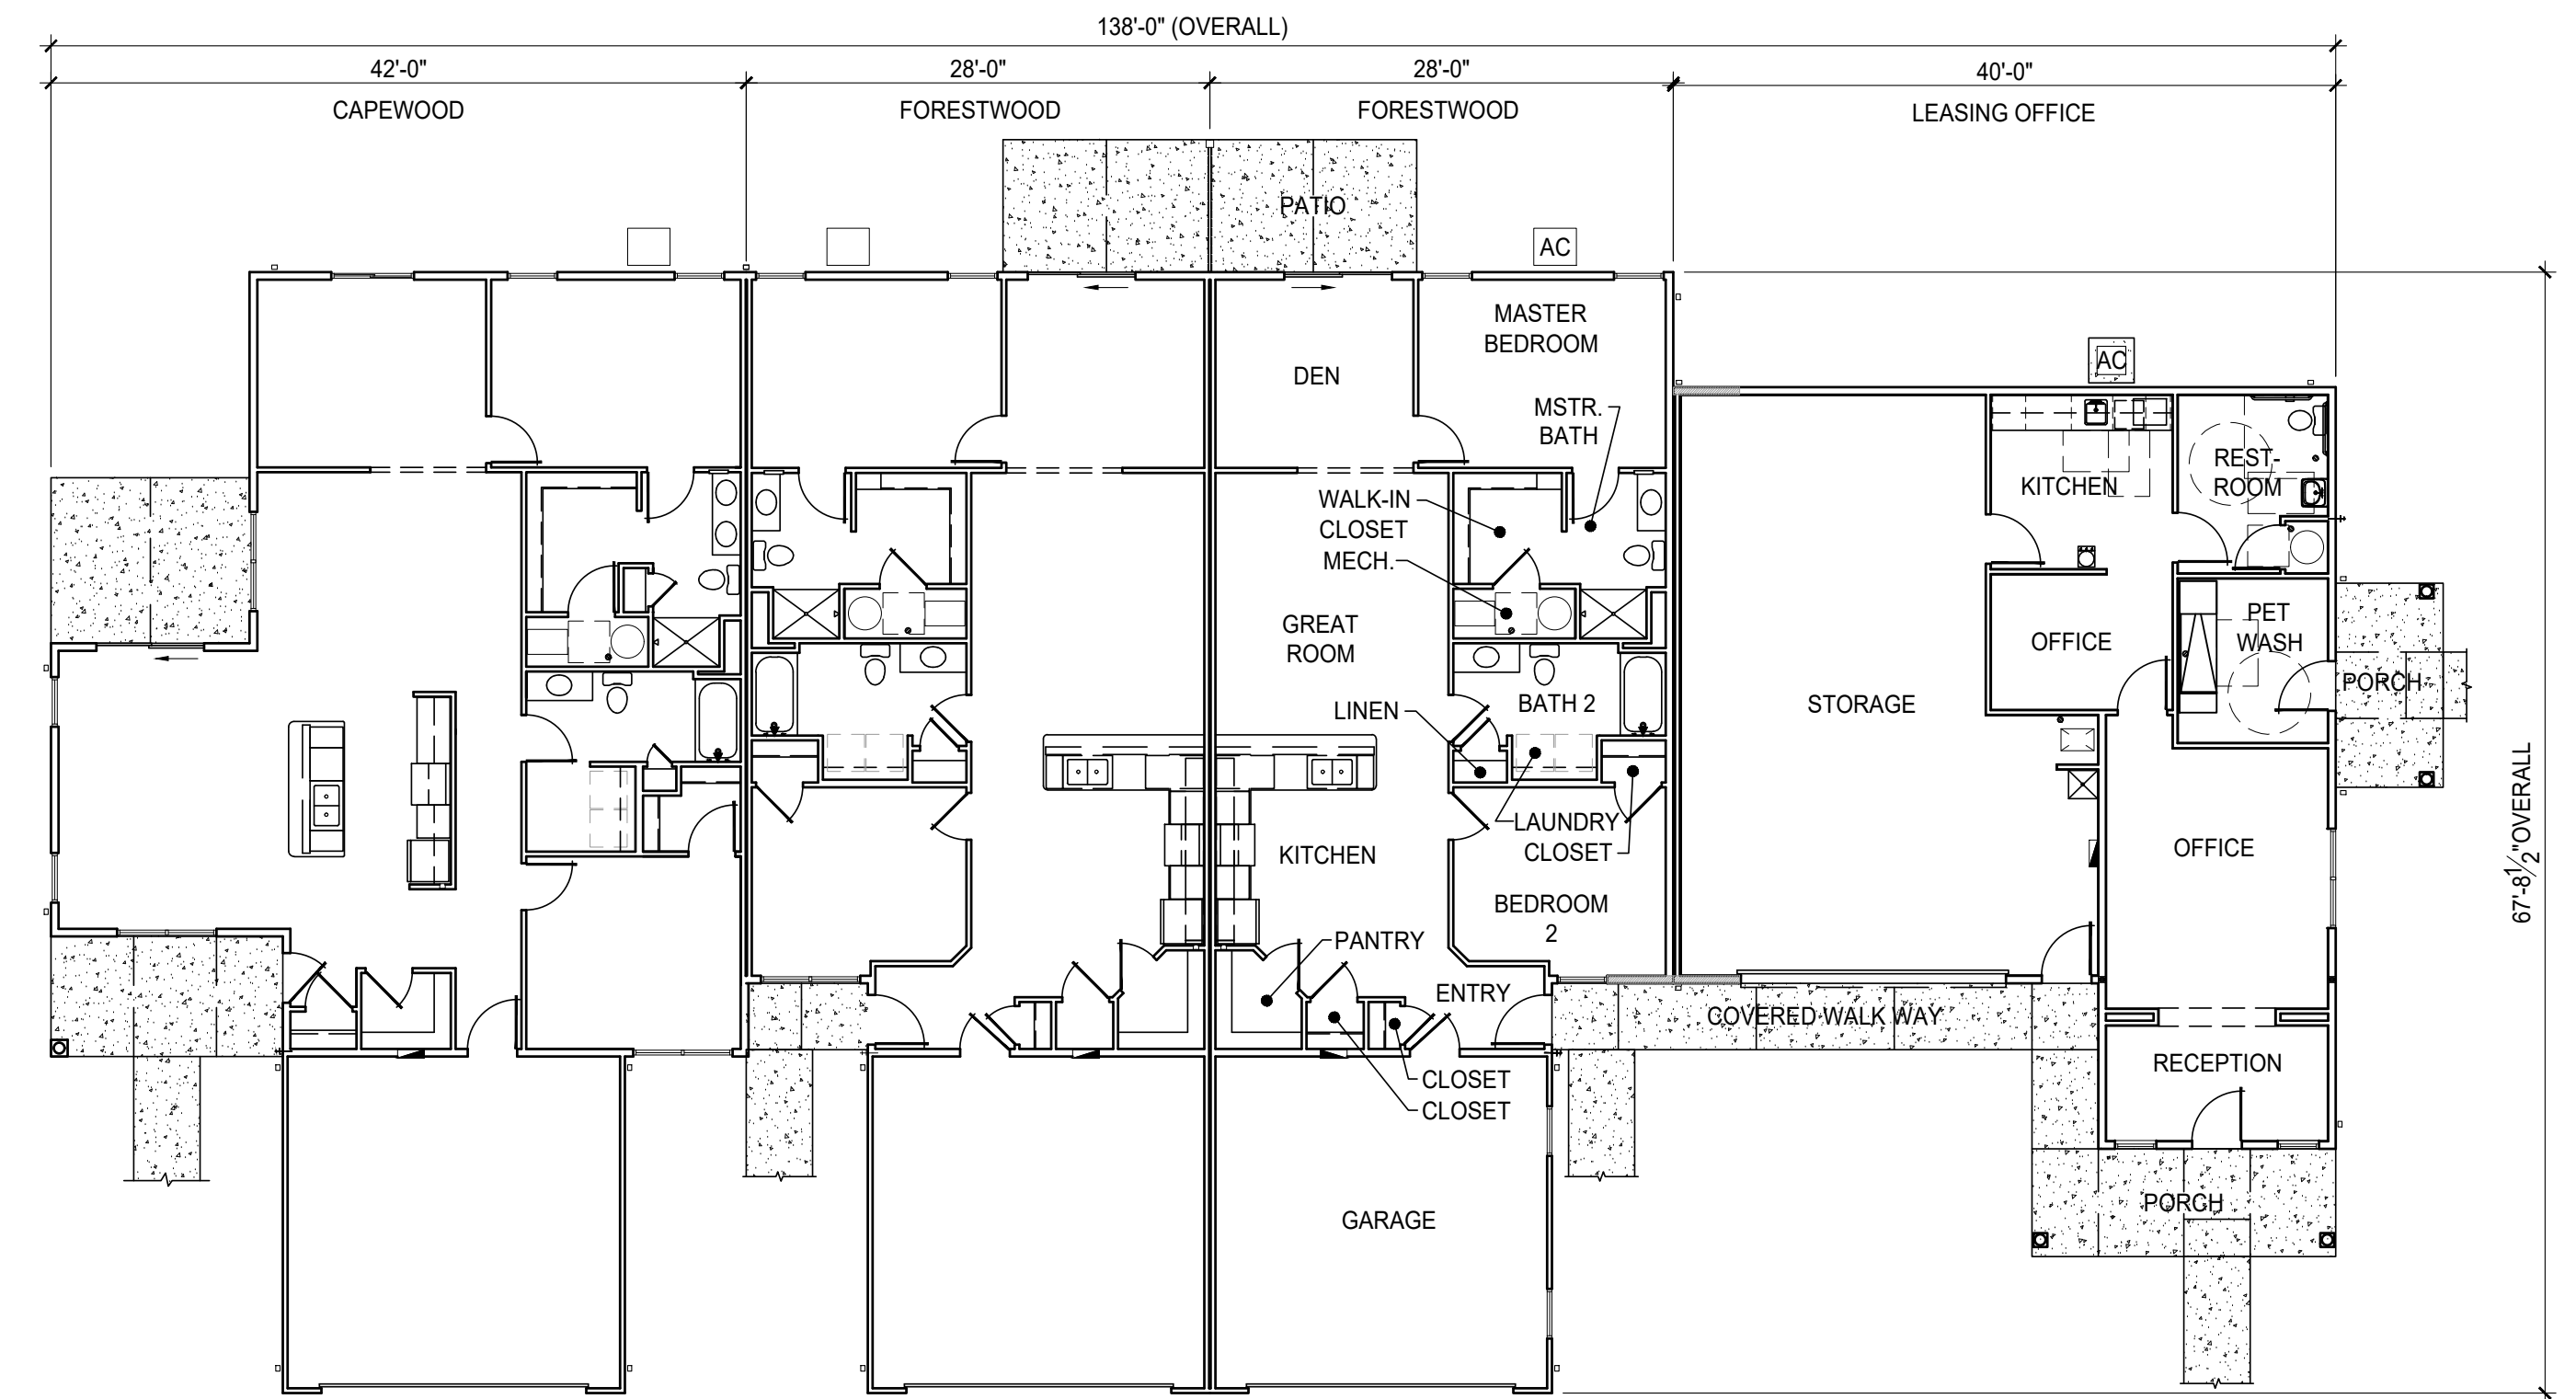 138'-0" (OVERALL)
42'-0"
28'-0"
28'-0"
40'-0"
CAPEWOOD
FORESTWOOD
FORESTWOOD
LEASING OFFICE
PATIO
AC
MASTER
BEDROOM
DEN
AC
MSTR.
BATH
REST-
ROOM
KITCHEN
WALK-IN
CLOSET
MECH.
GREAT
ROOM
PET
WASH
OFFICE
PORCH
BATH 2
LINEN
STORAGE
67'-8 1/2" OVERALL
LAUNDRY
CLOSET
KITCHEN
OFFICE
BEDROOM
2
PANTRY
ENTRY
COVERED WALK WAY
RECEPTION
CLOSET
CLOSET
PORCH
GARAGE